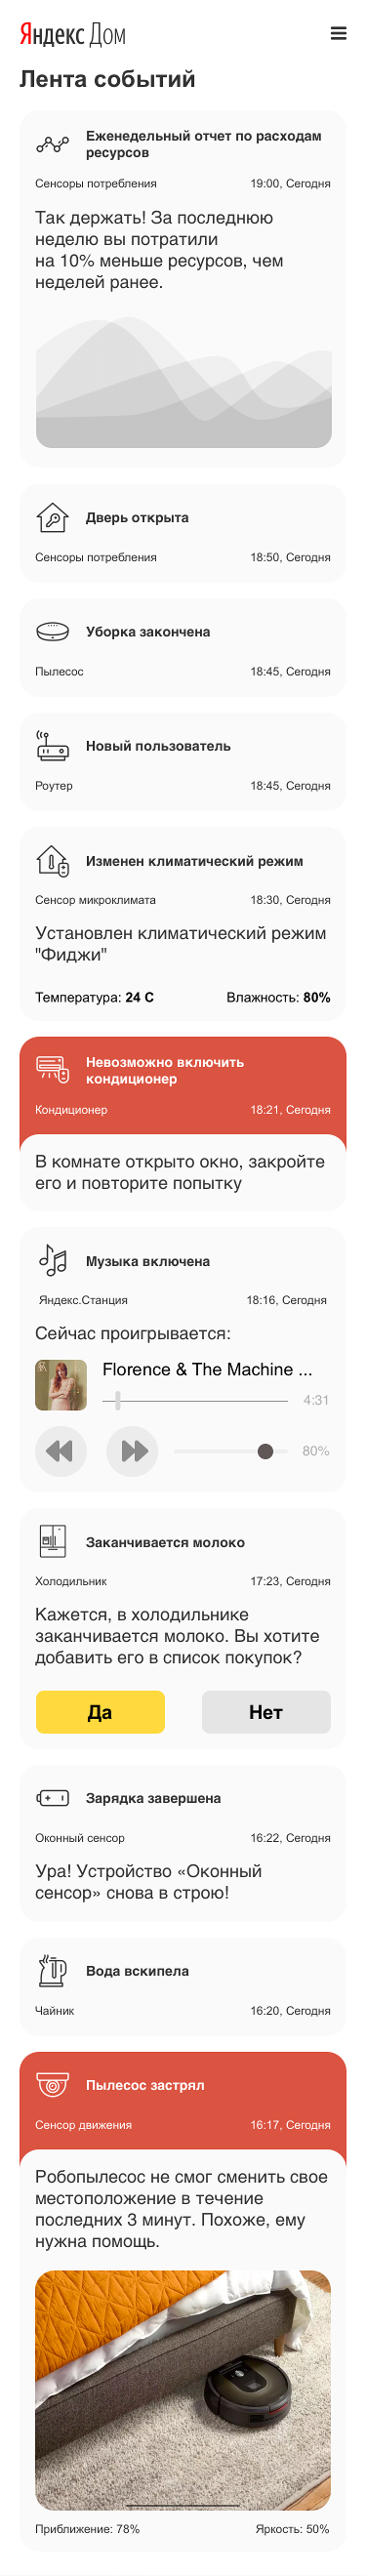 Яндекс Дом
Лента событий
Еженедельный отчет по расходам
ресурсов
Сенсоры потребления 19:00, Сегодня
Так держать! За последнюю
неделю вы потратили
на 10% меньше ресурсов, чем
неделей ранее.
Дверь открыта
Сенсоры потребления 18:50, Сегодня
Уборка закончена
Пылесос 18:45, Сегодня
Новый пользователь
Роутер 18:45, Сегодня
Изменен климатический режим
Сенсор микроклимата 18:30, Сегодня
Установлен климатический режим
"Фиджи"
Температура: 24 C Влажность: 80%
Невозможно включить
кондиционер
Кондиционер 18:21, Сегодня
В комнате открыто окно, закройте
его и повторите попытку
Музыка включена
Яндекс.Станция 18:16, Сегодня
Сейчас проигрывается:
Florence & The Machine ...
4:31
80%
Заканчивается молоко
Холодильник 17:23, Сегодня
Кажется, в холодильнике
заканчивается молоко. Вы хотите
добавить его в список покупок?
Да Нет
Зарядка завершена
Оконный сенсор 16:22, Сегодня
Ура! Устройство «Оконный
сенсор» снова в строю!
Вода вскипела
Чайник 16:20, Сегодня
Пылесос застрял
Сенсор движения 16:17, Сегодня
Робопылесос не смог сменить свое
местоположение в течение
последних 3 минут. Похоже, ему
нужна помощь.
Приближение: 78% Яркость: 50%